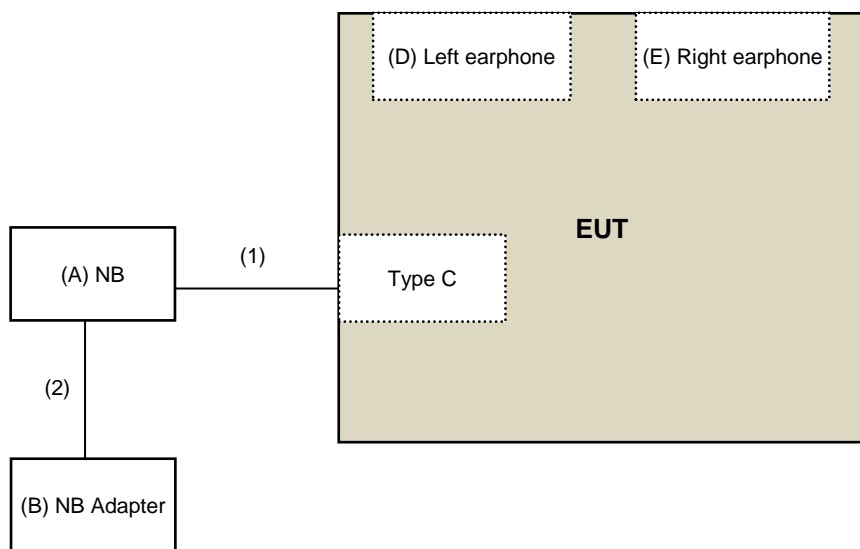 (D) Left earphone
(E) Right earphone
EUT
(A) NB
(1)
Type C
(2)
(B) NB Adapter